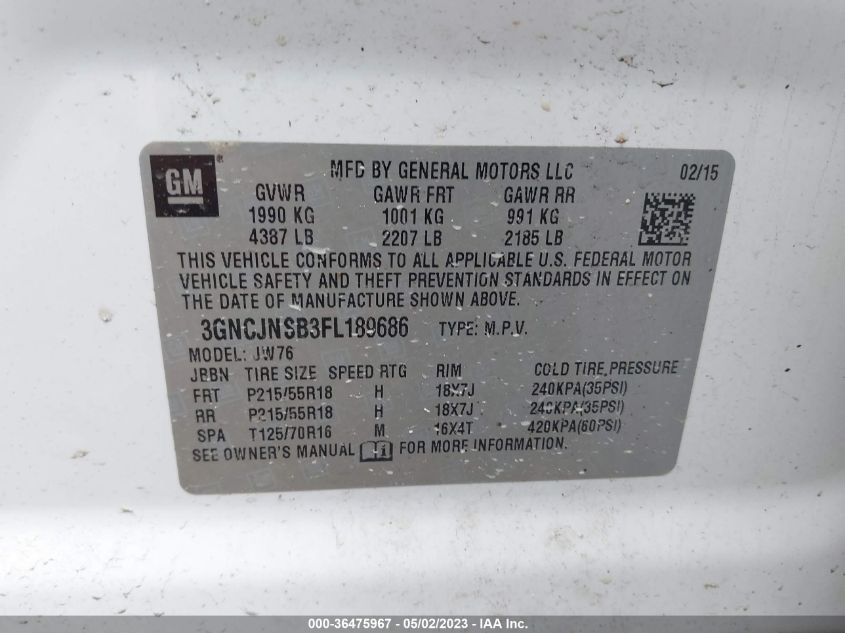 GM
MFD BY GENERAL MOTORS LLC 02/15
GVWR GAWR FRT GAWR RR
1990 KG 1001 KG 991 KG
4387 LB 2207 LB 2185 LB
THIS VEHICLE CONFORMS TO ALL APPLICABLE U.S. FEDERAL MOTOR
VEHICLE SAFETY AND THEFT PREVENTION STANDARDS IN EFFECT ON
THE DATE OF MANUFACTURE SHOWN ABOVE.
3GNCJNSB3FL189686 TYPE: M.P.V.
MODEL: JW76
JBBN TIRE SIZE SPEED RTG RIM COLD TIRE PRESSURE
FRT P215/55R18 H 18X7J 240KPA(35PSI)
RR P215/55R18 H 18X7J 240KPA(35PSI)
SPA T125/70R16 M 16X4T 420KPA(60PSI)
SEE OWNER'S MANUAL FOR MORE INFORMATION.
000-36475967 - 05/02/2023 - IAA Inc.